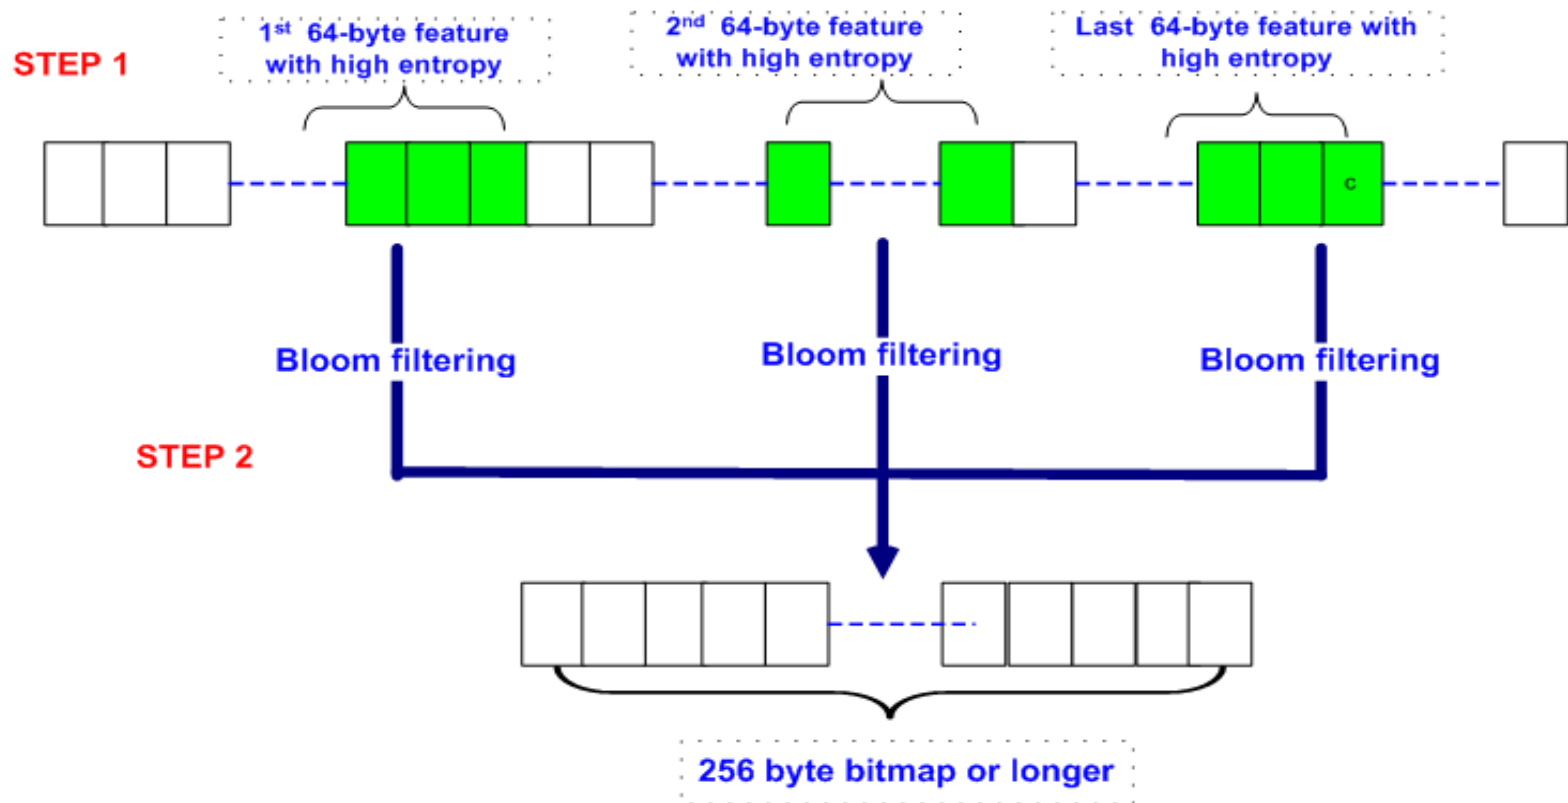 STEP 1
1st 64-byte feature
with high entropy
2nd 64-byte feature
with high entropy
Last 64-byte feature with
high entropy
c
Bloom filtering
Bloom filtering
Bloom filtering
STEP 2
256 byte bitmap or longer